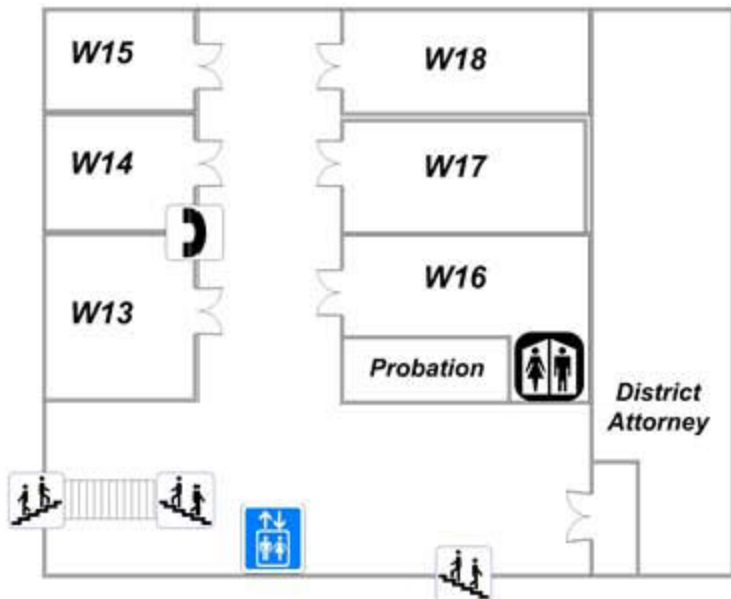 W15
W18
W14
W17
W13
W16
Probation
District
Attorney